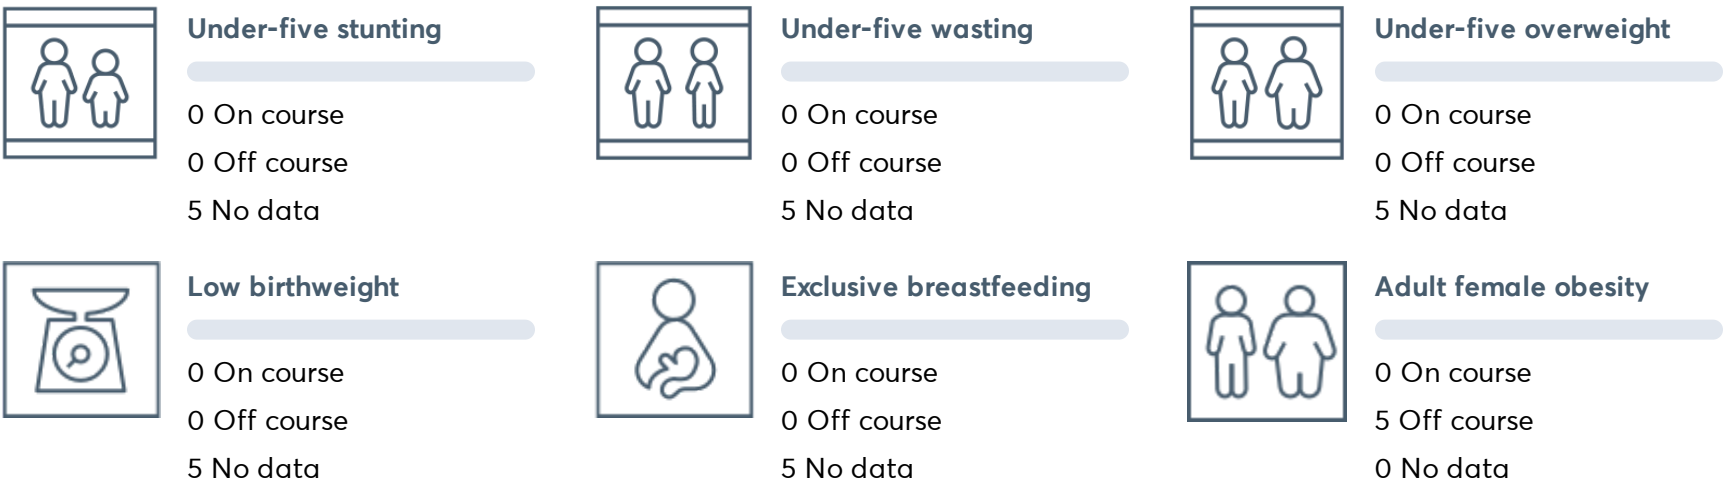 Under-five stunting
0 On course
0 Off course
5 No data
Under-five wasting
0 On course
0 Off course
5 No data
Under-five overweight
0 On course
0 Off course
5 No data
Low birthweight
0 On course
0 Off course
5 No data
Exclusive breastfeeding
0 On course
0 Off course
5 No data
Adult female obesity
0 On course
5 Off course
0 No data